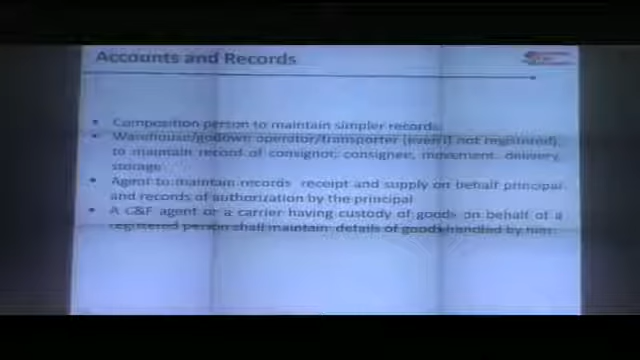 Accounts and Records
• Composition person to maintain simpler records.
• Warehouse/godown operator/transporter (even if not registered)
to maintain record of consignor, consignee, movement, delivery
storage
• Agent to maintain records receipt and supply on behalf principal
and records of authorization by the principal
• A C&F agent or a carrier having custody of goods on behalf of a
registered person shall maintain details of goods handled by him.